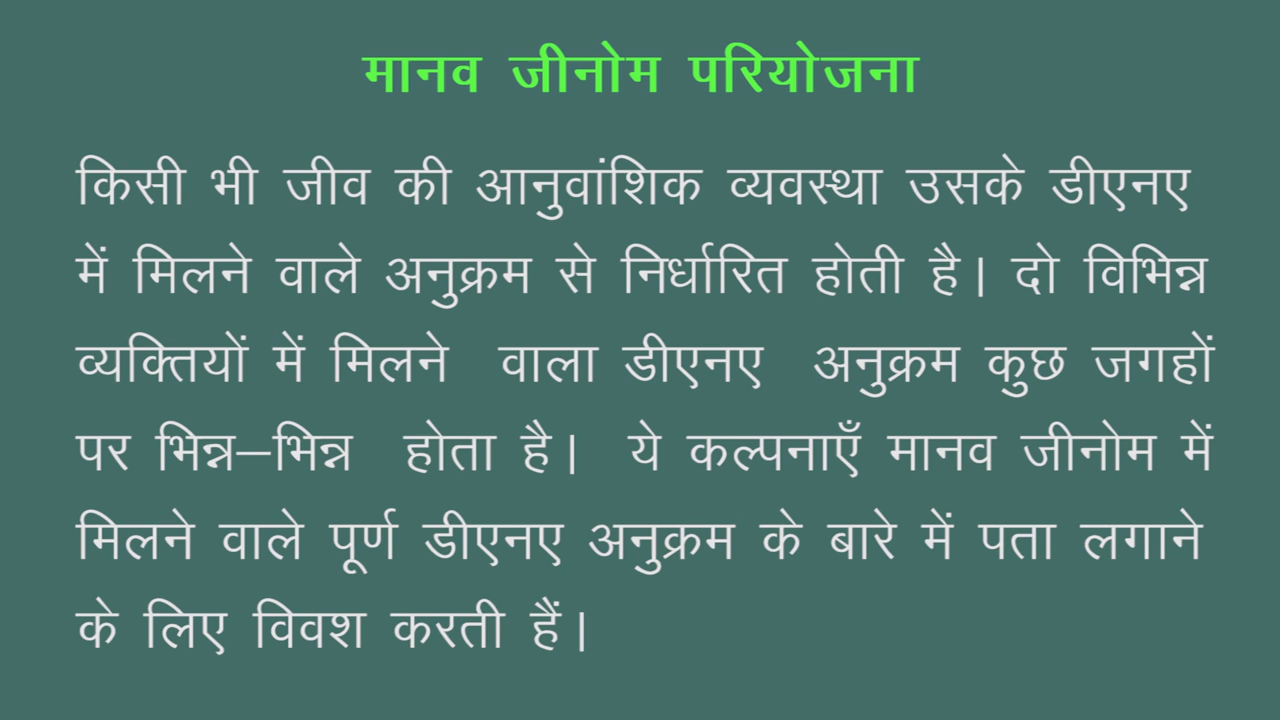 मानव जीनोम परियोजना
किसी भी जीव की आनुवांशिक व्यवस्था उसके डीएनए
में मिलने वाले अनुक्रम से निर्धारित होती है। दो विभिन्न
व्यक्तियों में मिलने वाला डीएनए अनुक्रम कुछ जगहों
पर भिन्न–भिन्न होता है। ये कल्पनाएँ मानव जीनोम में
मिलने वाले पूर्ण डीएनए अनुक्रम के बारे में पता लगाने
के लिए विवश करती हैं।